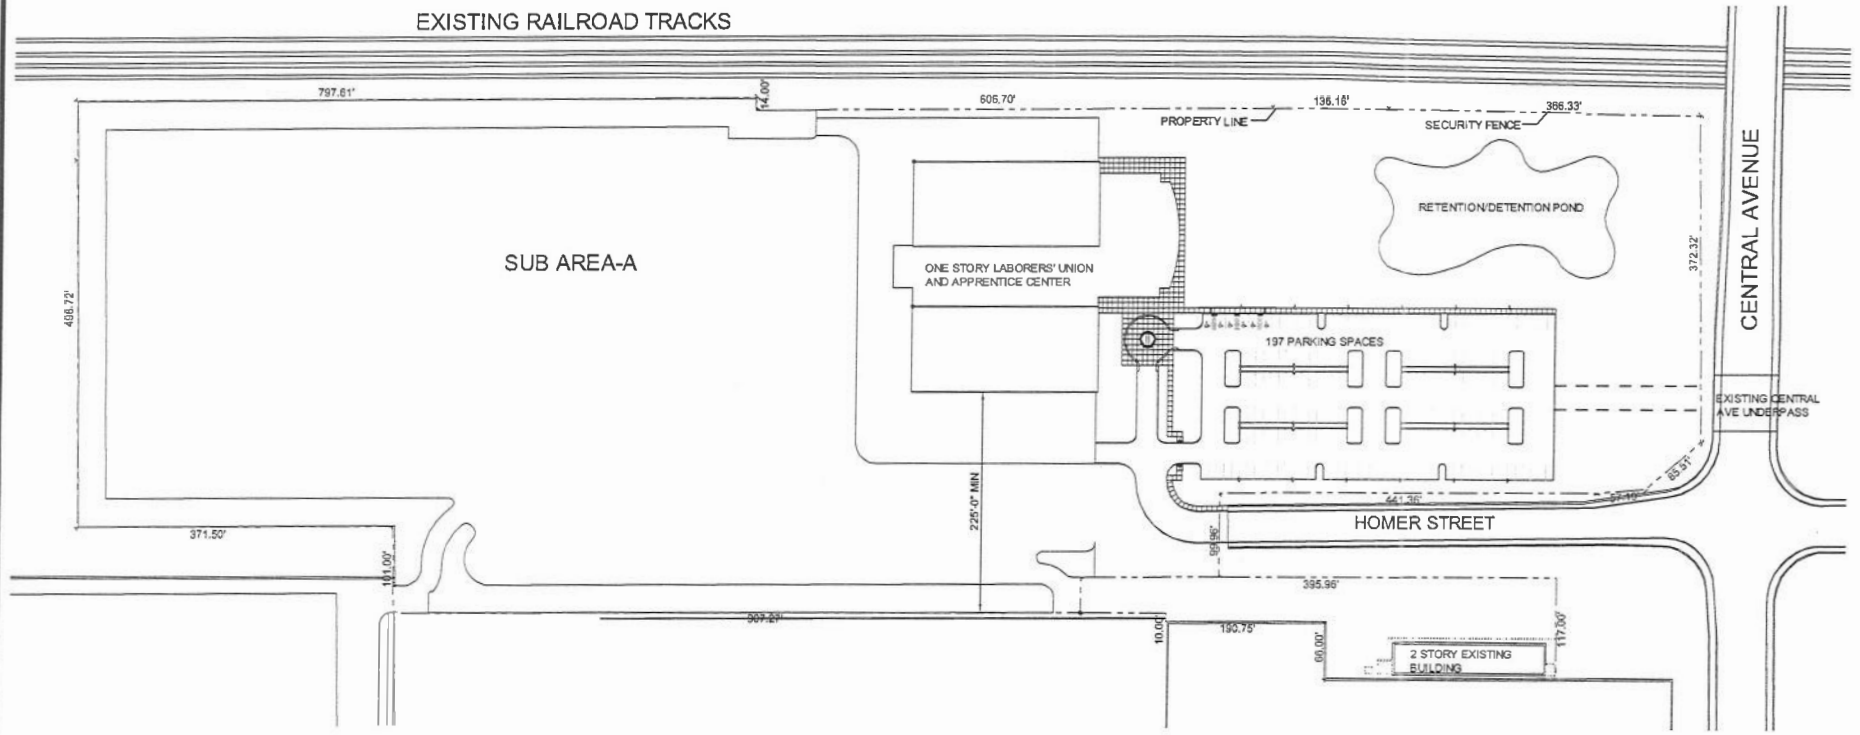 EXISTING RAILROAD TRACKS
797.61'
14.00'
606.70'
136.16'
366.33'
PROPERTY LINE
SECURITY FENCE
CENTRAL AVENUE
RETENTION/DETENTION POND
372.32'
SUB AREA-A
ONE STORY LABORERS' UNION
AND APPRENTICE CENTER
496.72'
197 PARKING SPACES
EXISTING CENTRAL
AVE UNDERPASS
85.51'
225'-0" MIN
441.36'
371.50'
HOMER STREET
99.96'
101.00'
395.96'
10.00'
190.75'
66.00'
117.00'
2 STORY EXISTING
BUILDING